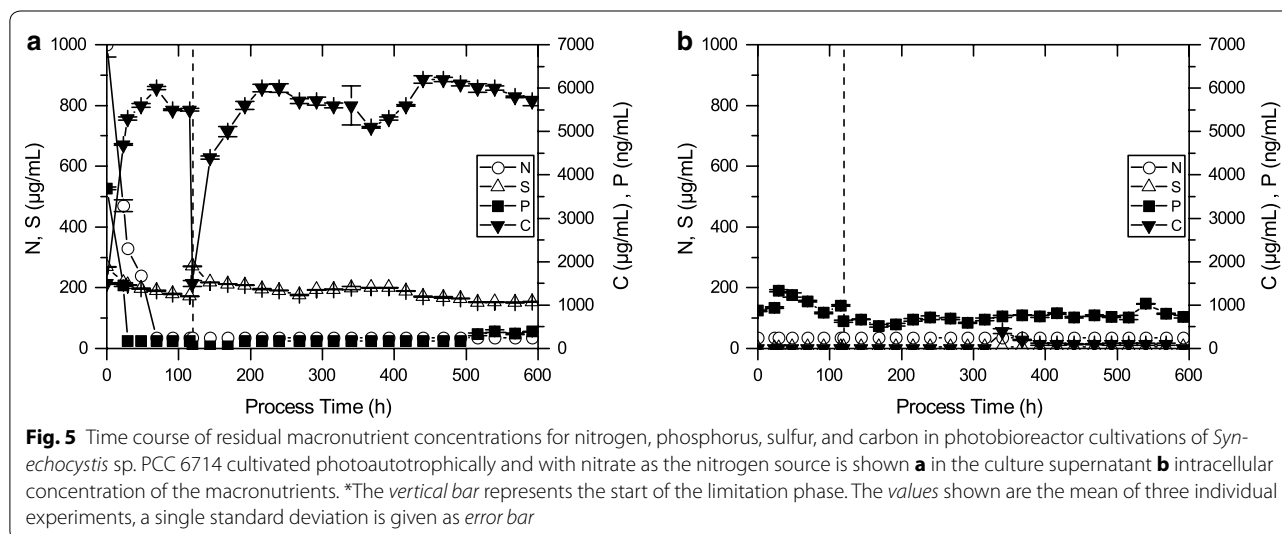 a
1000
800
600
400
200
0
N, S (µg/mL)
7000
6000
5000
4000
3000
2000
1000
0
C (µg/mL) , P (ng/mL)
N
S
P
C
0 100 200 300 400 500 600
Process Time (h)
b
1000
800
600
400
200
0
N, S (µg/mL)
7000
6000
5000
4000
3000
2000
1000
0
C (µg/mL) , P (ng/mL)
N
S
P
C
0 100 200 300 400 500 600
Process Time (h)
Fig. 5 Time course of residual macronutrient concentrations for nitrogen, phosphorus, sulfur, and carbon in photobioreactor cultivations of Syn-
echocystis sp. PCC 6714 cultivated photoautotrophically and with nitrate as the nitrogen source is shown a in the culture supernatant b intracellular
concentration of the macronutrients. *The vertical bar represents the start of the limitation phase. The values shown are the mean of three individual
experiments, a single standard deviation is given as error bar